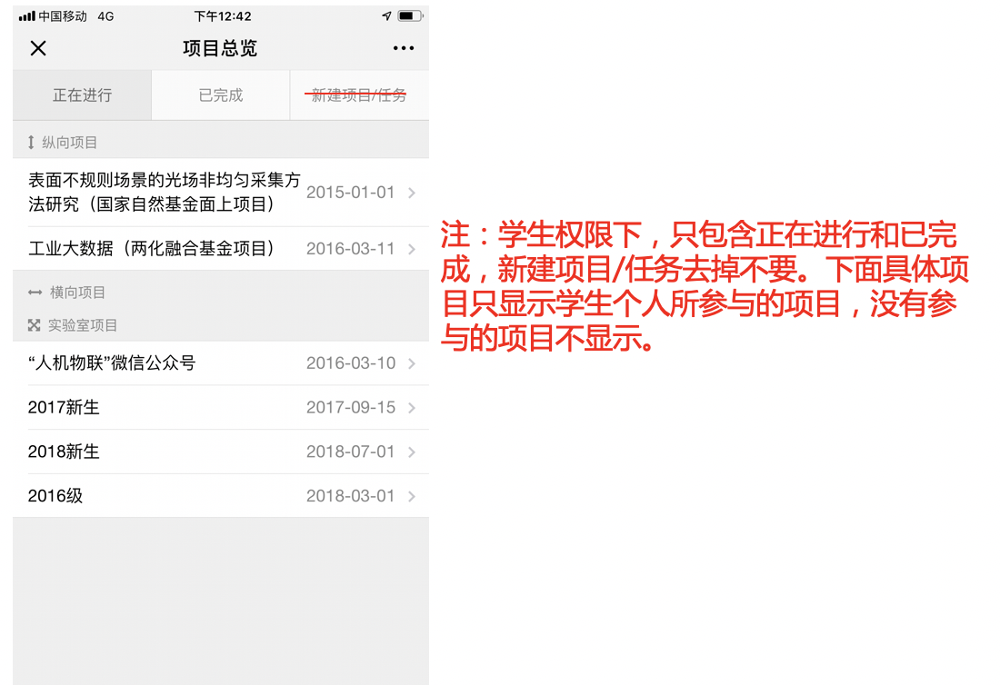 中国移动 4G 下午12:42
项目总览
正在进行 已完成 新建项目/任务
纵向项目
表面不规则场景的光场非均匀采集方
法研究（国家自然基金面上项目） 2015-01-01
工业大数据（两化融合基金项目） 2016-03-11
横向项目
实验室项目
“人机物联”微信公众号 2016-03-10
2017新生 2017-09-15
2018新生 2018-07-01
2016级 2018-03-01
注：学生权限下，只包含正在进行和已完
成，新建项目/任务去掉不要。下面具体项
目只显示学生个人所参与的项目，没有参
与的项目不显示。